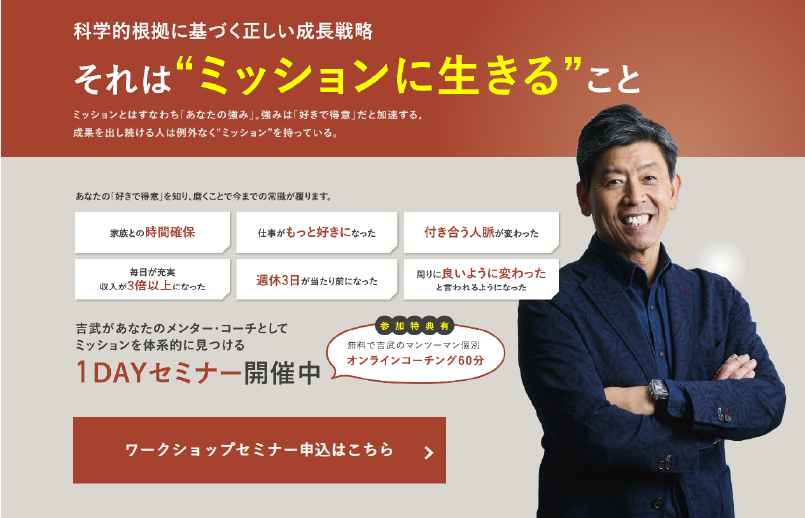 科学的根拠に基づく正しい成長戦略
それは“ミッションに生きる”こと
ミッションとはすなわち「あなたの強み」。強みは「好きで得意」だと加速する。
成果を出し続ける人は例外なく“ミッション”を持っている。
あなたの「好きで得意」を知り、磨くことで今までの常識が覆ります。
家族との時間確保
仕事がもっと好きになった
付き合う人脈が変わった
毎日が充実
収入が3倍以上になった
週休3日が当たり前になった
周りに良いように変わった
と言われるようになった
吉武があなたのメンター・コーチとして
ミッションを体系的に見つける
1DAYセミナー開催中
参加特典有
無料で吉武のマンツーマン個別
オンラインコーチング60分
ワークショップセミナー申込はこちら